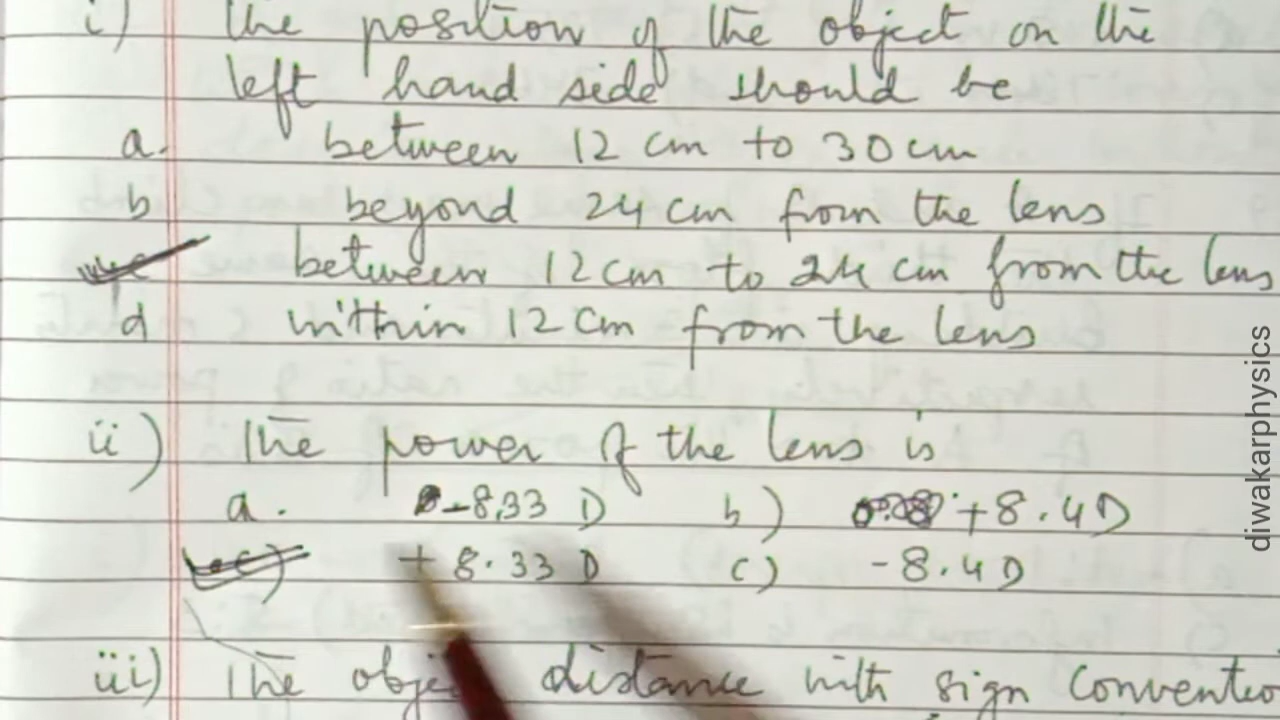 i) The position of the object on the
left hand side should be
a. between 12 cm to 30 cm
b beyond 24 cm from the lens
c between 12 cm to 24 cm from the lens
d within 12 cm from the lens
ii) The power of the lens is
a. -8.33 D b) +8.4 D
c) +8.33 D c) -8.4 D
iii) The object distance with sign conventio
diwakarphysics